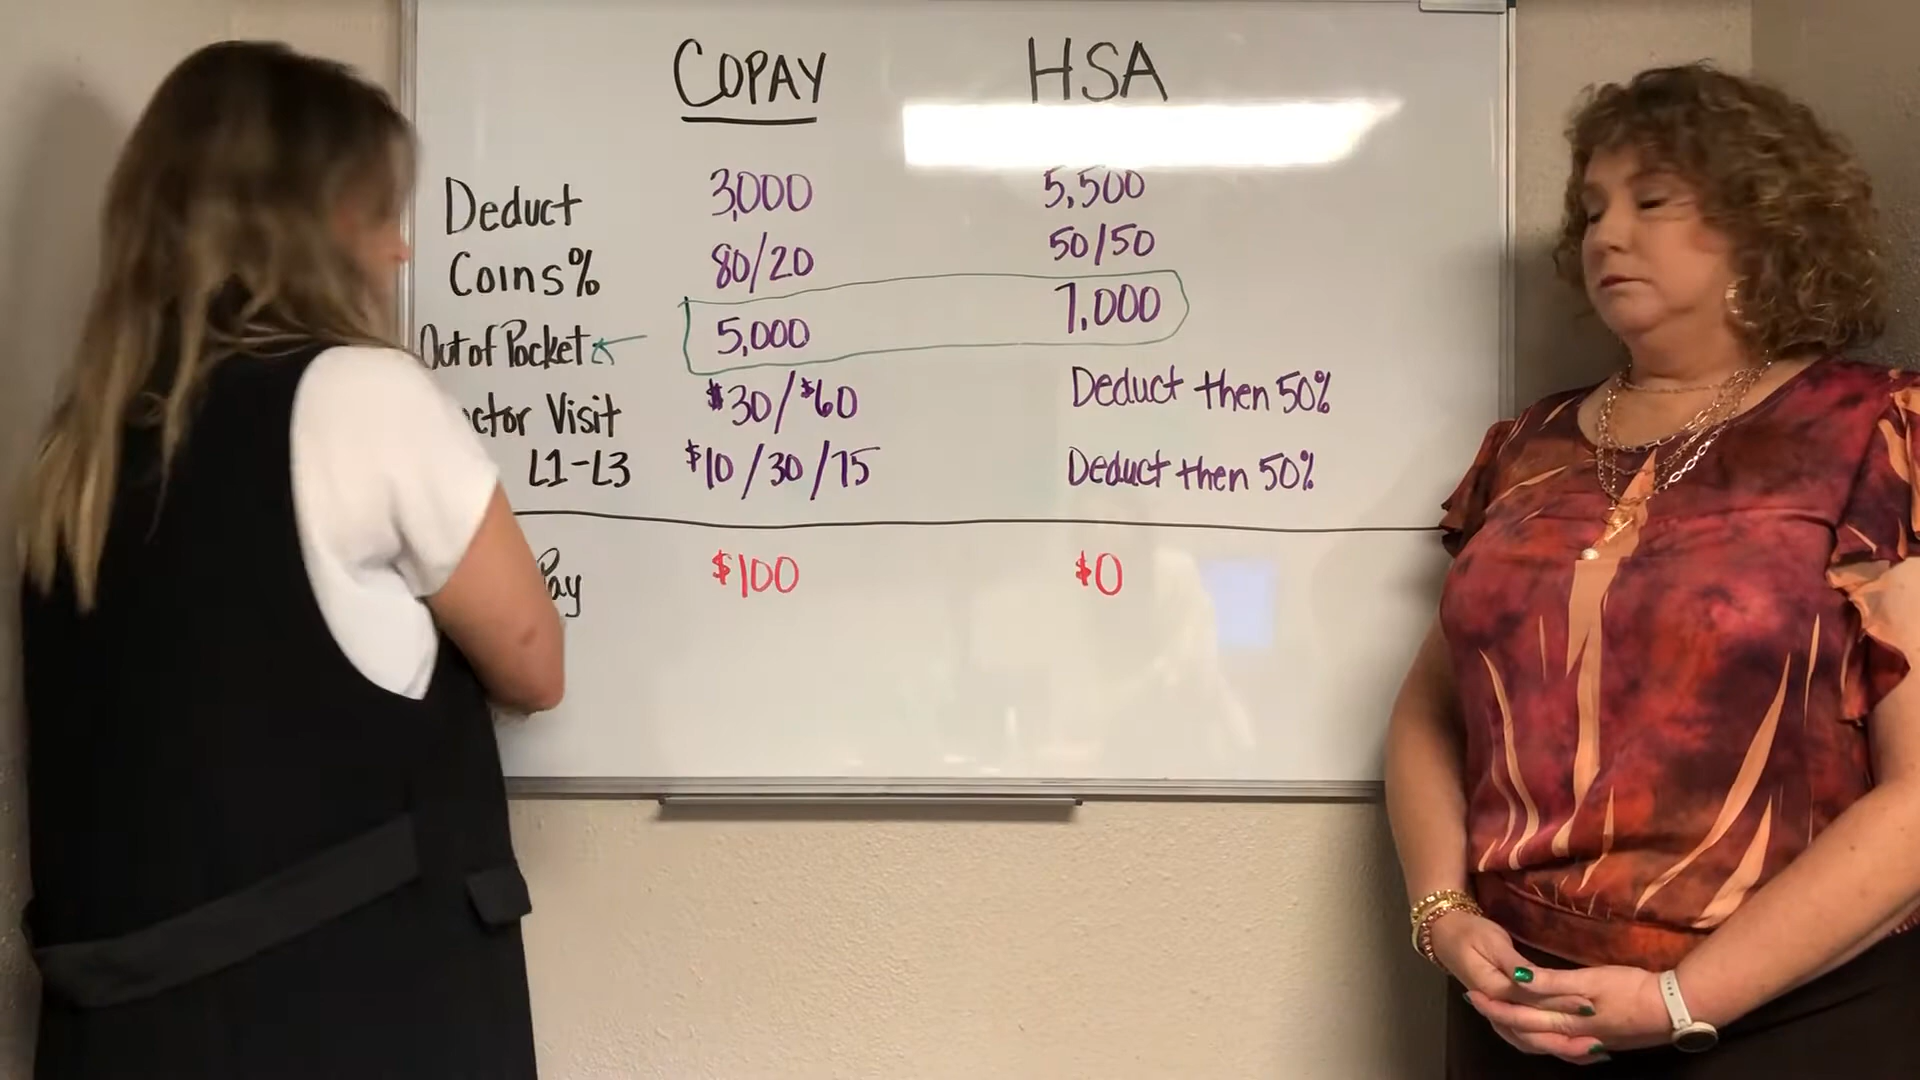 COPAY HSA
Deduct 3,000 5,500
Coins% 80/20 50/50
Out of Pocket 5,000 7,000
ctor Visit $30/$60 Deduct then 50%
L1-L3 $10/30/75 Deduct then 50%
Pay $100 $0